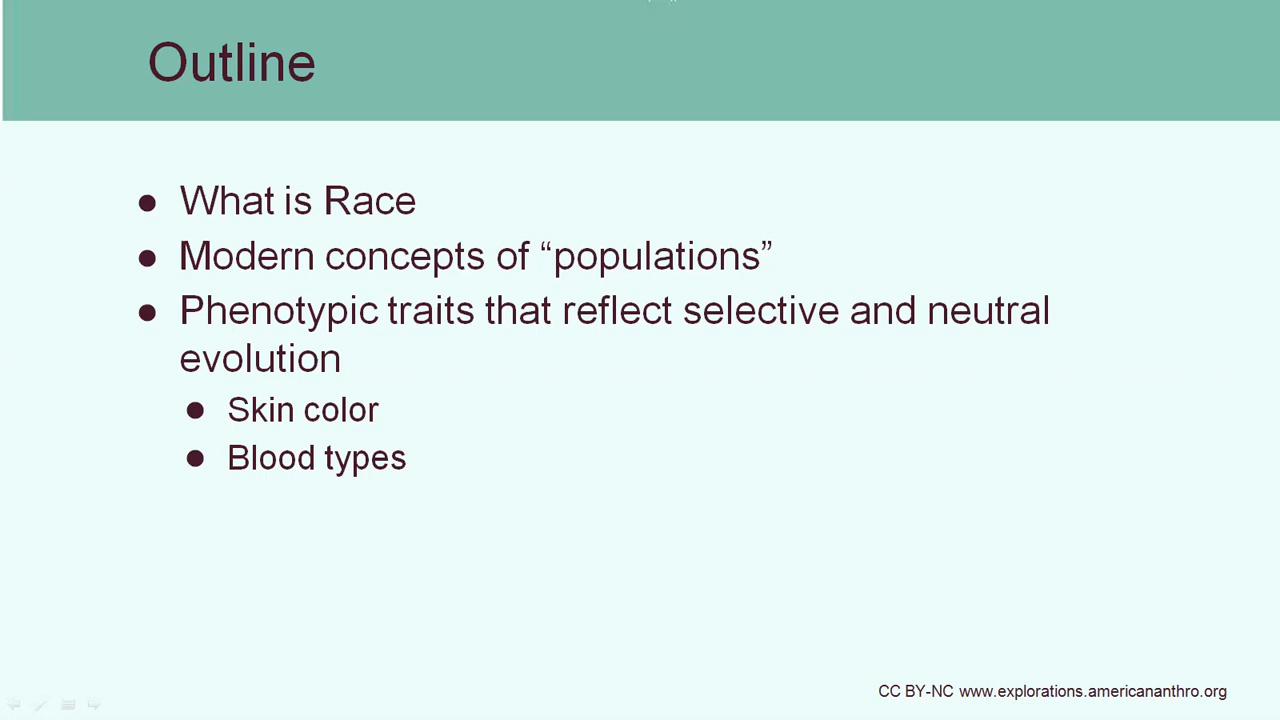 Outline
● What is Race
● Modern concepts of “populations”
● Phenotypic traits that reflect selective and neutral
evolution
● Skin color
● Blood types
CC BY-NC www.explorations.americananthro.org